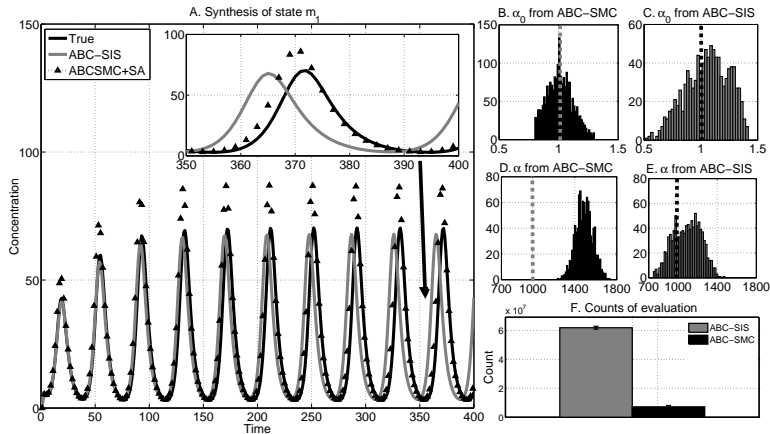 A. Synthesis of state m₁
150
100
50
0
0 50 100 150 200 250 300 350 400
Time
Concentration
True
ABC−SIS
ABCSMC+SA
100
50
0
350 360 370 380 390 400
B. α₀ from ABC−SMC
150
100
50
0
0.5 1 1.5
C. α₀ from ABC−SIS
60
40
20
0
0.5 1 1.5
D. α from ABC−SMC
80
60
40
20
0
700 1000 1400 1800
E. α from ABC−SIS
80
60
40
20
0
700 1000 1400 1800
F. Counts of evaluation
x 10⁷
6
4
2
0
Count
ABC−SIS
ABC−SMC